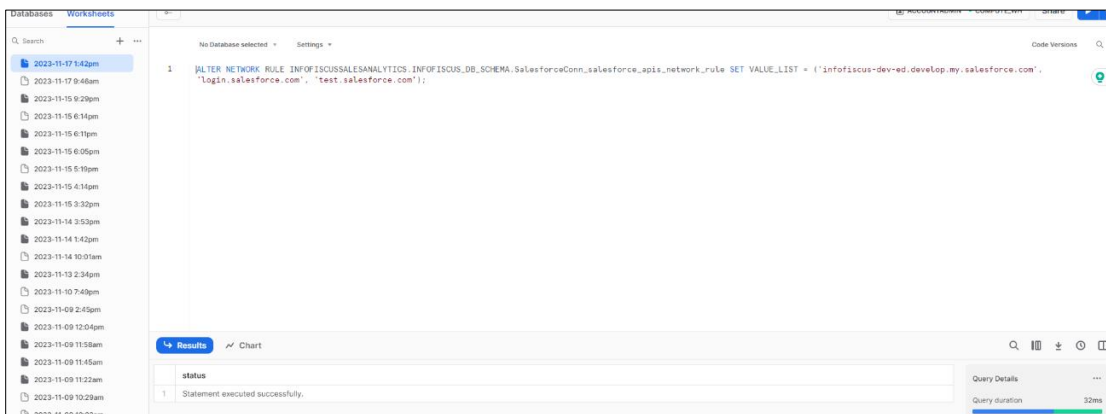 Databases Worksheets
ACCOUNTADMIN · COMPUTE_WH Share
Search
No Database selected Settings
Code Versions
2023-11-17 1:42pm
2023-11-17 9:46am
2023-11-15 9:29pm
2023-11-15 6:14pm
2023-11-15 6:11pm
2023-11-15 6:05pm
2023-11-15 5:19pm
2023-11-15 4:14pm
2023-11-15 3:32pm
2023-11-14 3:53pm
2023-11-14 1:42pm
2023-11-14 10:01am
2023-11-13 2:34pm
2023-11-10 7:49pm
2023-11-09 2:45pm
2023-11-09 12:04pm
2023-11-09 11:58am
2023-11-09 11:45am
2023-11-09 11:22am
2023-11-09 10:29am
1 ALTER NETWORK RULE INFOFISCUSSALESANALYTICS.INFOFISCUS_DB_SCHEMA.SalesforceConn_salesforce_apis_network_rule SET VALUE_LIST = ('infofiscus-dev-ed.develop.my.salesforce.com',
'login.salesforce.com', 'test.salesforce.com');
Results Chart
status
1 Statement executed successfully.
Query Details
Query duration 32ms